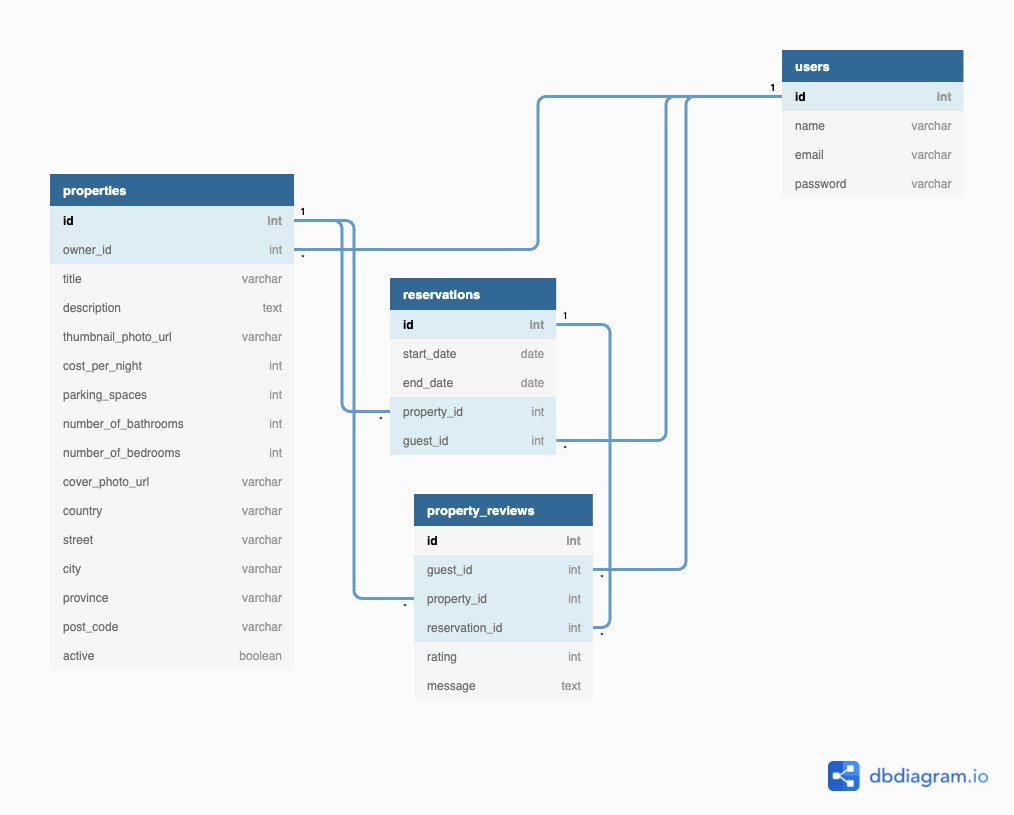 users
1
id int
name varchar
email varchar
password varchar
properties
id int
1
owner_id int
*
title varchar
description text
thumbnail_photo_url varchar
cost_per_night int
parking_spaces int
number_of_bathrooms int
number_of_bedrooms int
cover_photo_url varchar
country varchar
street varchar
city varchar
province varchar
post_code varchar
active boolean
reservations
id int
1
start_date date
end_date date
property_id int
*
guest_id int
*
property_reviews
id int
guest_id int
*
property_id int
*
reservation_id int
*
rating int
message text
dbdiagram.io